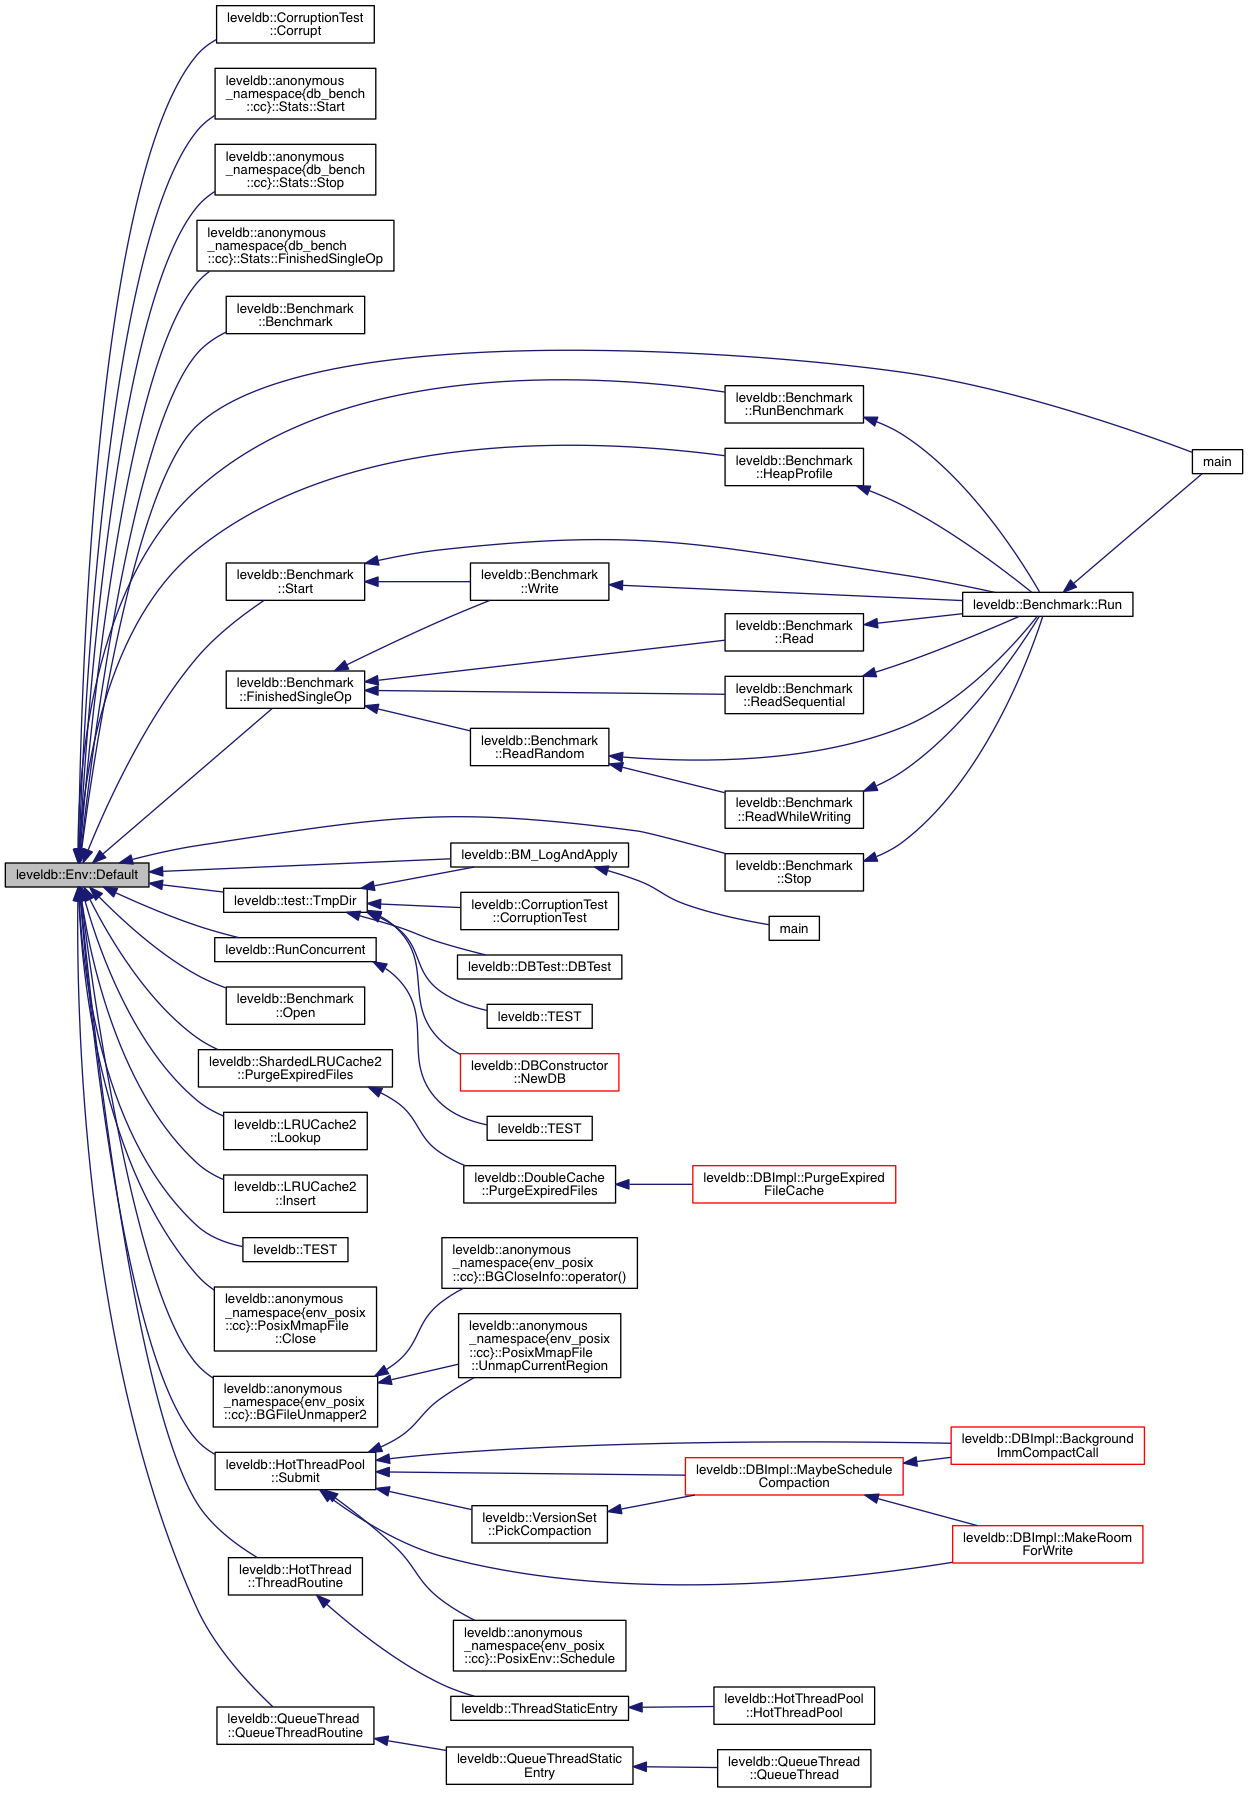 leveldb::CorruptionTest
::Corrupt
leveldb::anonymous
_namespace{db_bench
::cc}::Stats::Start
leveldb::anonymous
_namespace{db_bench
::cc}::Stats::Stop
leveldb::anonymous
_namespace{db_bench
::cc}::Stats::FinishedSingleOp
leveldb::Benchmark
::Benchmark
leveldb::Benchmark
::RunBenchmark
main
leveldb::Benchmark
::HeapProfile
leveldb::Benchmark
::Start
leveldb::Benchmark
::Write
leveldb::Benchmark::Run
leveldb::Benchmark
::Read
leveldb::Benchmark
::FinishedSingleOp
leveldb::Benchmark
::ReadSequential
leveldb::Benchmark
::ReadRandom
leveldb::Benchmark
::ReadWhileWriting
leveldb::BM_LogAndApply
leveldb::Benchmark
::Stop
leveldb::Env::Default
leveldb::test::TmpDir
leveldb::CorruptionTest
::CorruptionTest
main
leveldb::RunConcurrent
leveldb::DBTest::DBTest
leveldb::Benchmark
::Open
leveldb::TEST
leveldb::ShardedLRUCache2
::PurgeExpiredFiles
leveldb::DBConstructor
::NewDB
leveldb::LRUCache2
::Lookup
leveldb::TEST
leveldb::LRUCache2
::Insert
leveldb::DoubleCache
::PurgeExpiredFiles
leveldb::DBImpl::PurgeExpired
FileCache
leveldb::TEST
leveldb::anonymous
_namespace{env_posix
::cc}::BGCloseInfo::operator()
leveldb::anonymous
_namespace{env_posix
::cc}::PosixMmapFile
::Close
leveldb::anonymous
_namespace{env_posix
::cc}::PosixMmapFile
::UnmapCurrentRegion
leveldb::anonymous
_namespace{env_posix
::cc}::BGFileUnmapper2
leveldb::DBImpl::Background
ImmCompactCall
leveldb::HotThreadPool
::Submit
leveldb::DBImpl::MaybeSchedule
Compaction
leveldb::VersionSet
::PickCompaction
leveldb::DBImpl::MakeRoom
ForWrite
leveldb::HotThread
::ThreadRoutine
leveldb::anonymous
_namespace{env_posix
::cc}::PosixEnv::Schedule
leveldb::ThreadStaticEntry
leveldb::HotThreadPool
::HotThreadPool
leveldb::QueueThread
::QueueThreadRoutine
leveldb::QueueThreadStatic
Entry
leveldb::QueueThread
::QueueThread